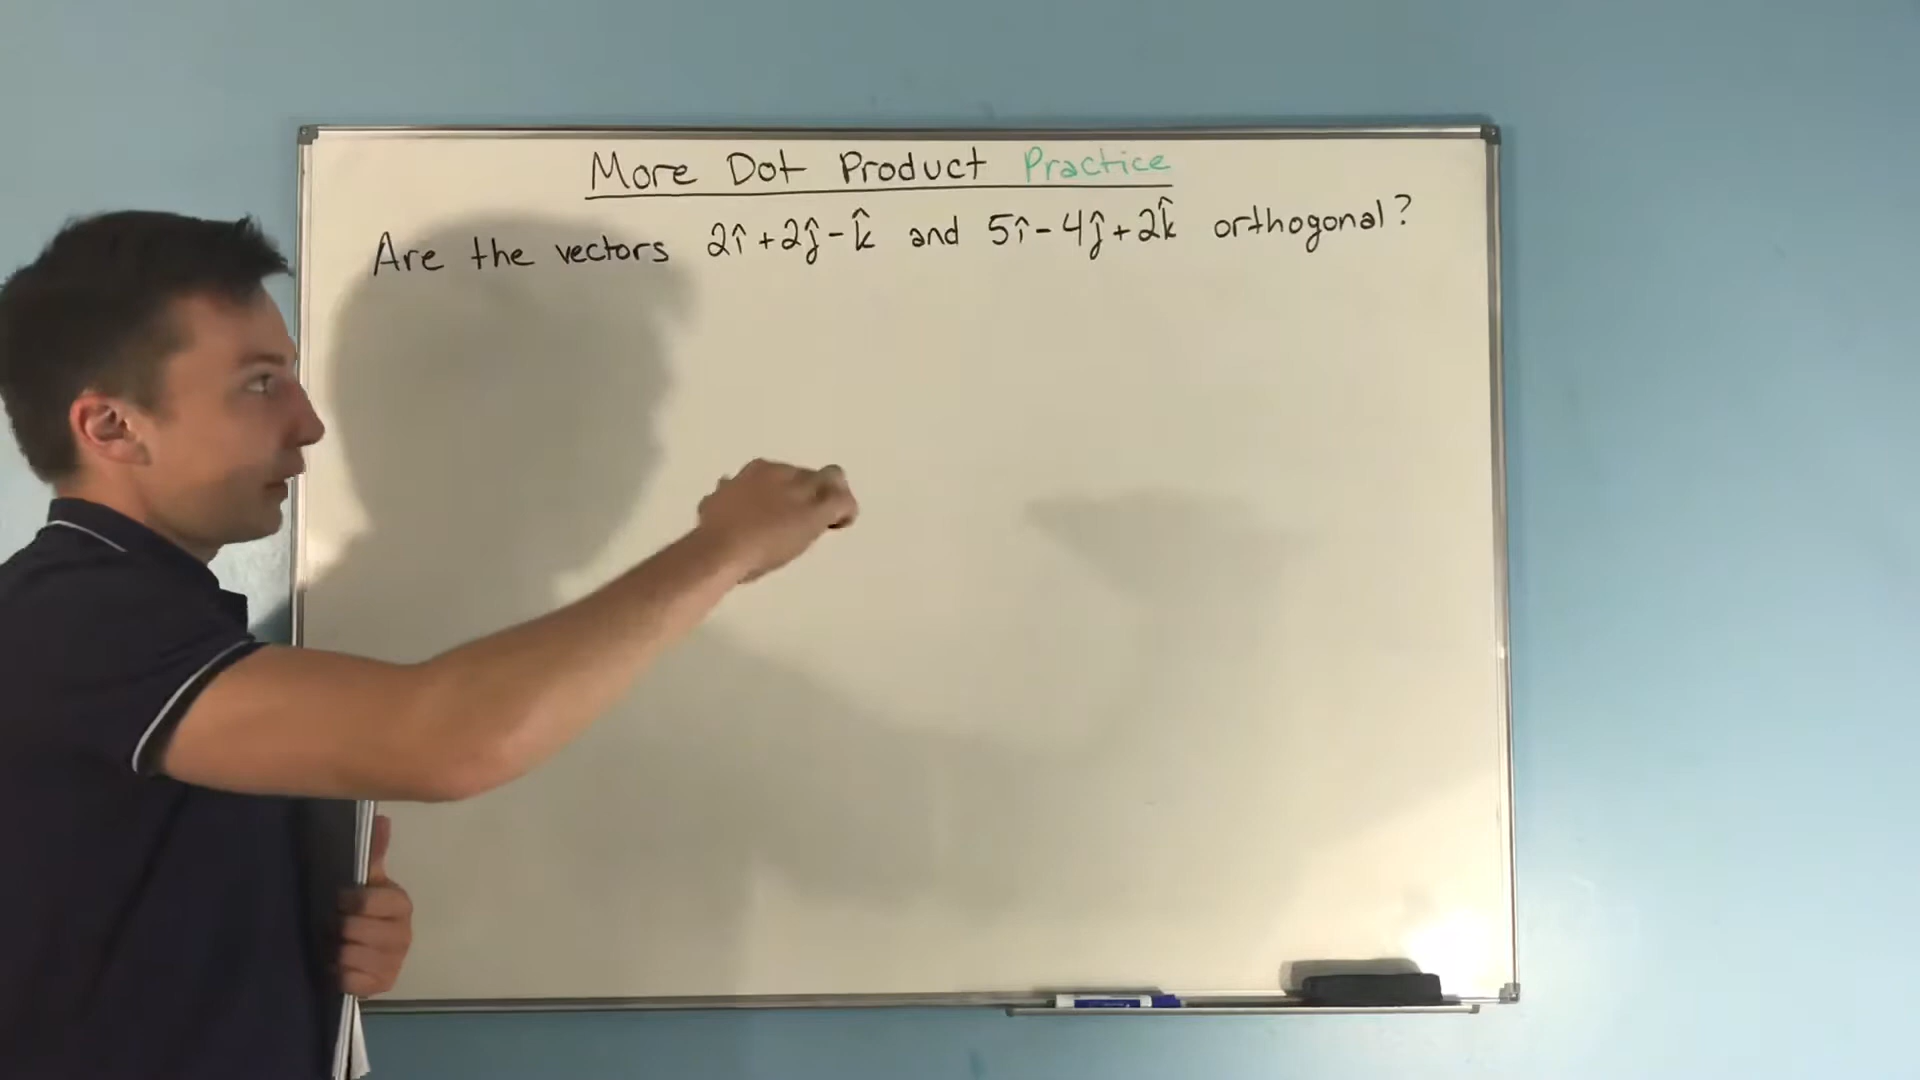 More Dot Product Practice
Are the vectors 2î + 2ĵ - k̂ and 5î - 4ĵ + 2k̂ orthogonal?